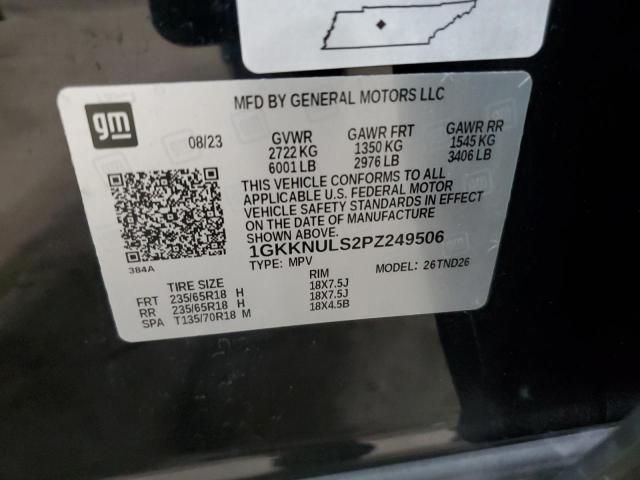 MFD BY GENERAL MOTORS LLC
gm
08/23 GVWR GAWR FRT GAWR RR
2722 KG 1350 KG 1545 KG
6001 LB 2976 LB 3406 LB
THIS VEHICLE CONFORMS TO ALL
APPLICABLE U.S. FEDERAL MOTOR
VEHICLE SAFETY STANDARDS IN EFFECT
ON THE DATE OF MANUFACTURE
SHOWN ABOVE.
1GKKNULS2PZ249506
384A
TYPE: MPV MODEL: 26TND26
TIRE SIZE RIM
FRT 235/65R18 H 18X7.5J
RR 235/65R18 H 18X7.5J
SPA T135/70R18 M 18X4.5B